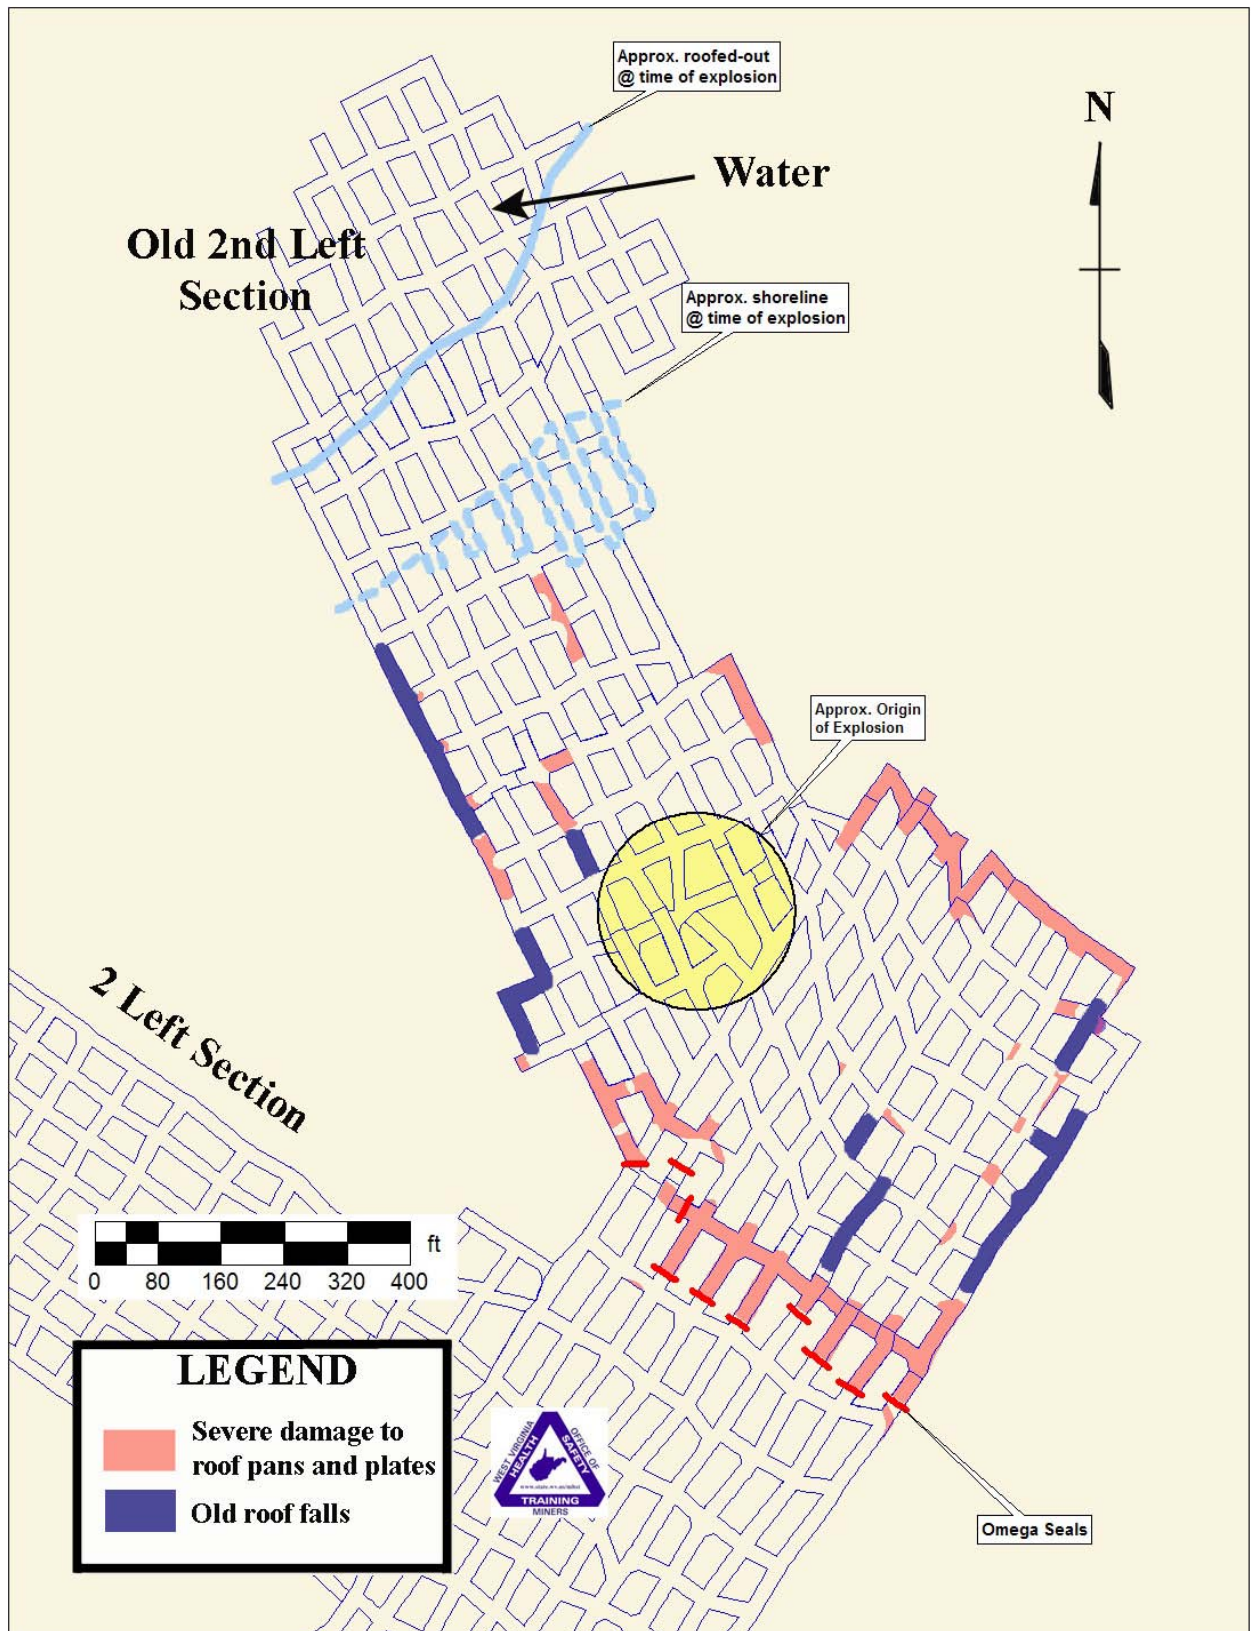 Approx. roofed-out
@ time of explosion
N
Water
Old 2nd Left
Section
Approx. shoreline
@ time of explosion
Approx. Origin
of Explosion
2 Left Section
ft
0 80 160 240 320 400
LEGEND
Severe damage to
roof pans and plates
Old roof falls
WEST VIRGINIA
OFFICE OF
HEALTH
SAFETY
TRAINING
MINERS
Omega Seals